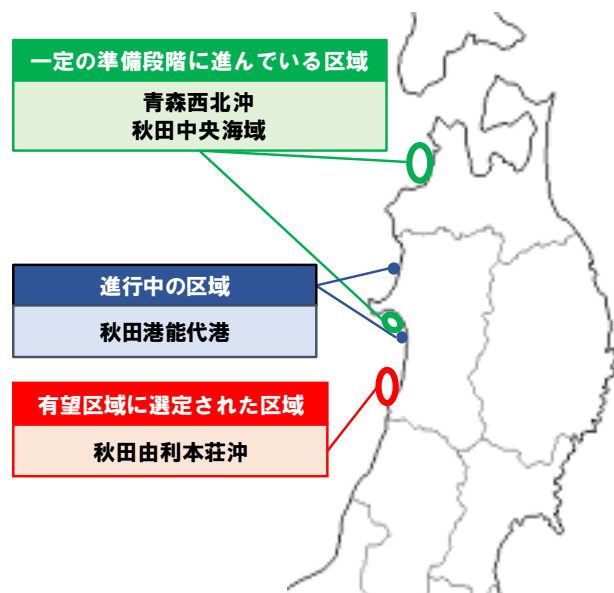 一定の準備段階に進んでいる区域
青森西北沖
秋田中央海域
進行中の区域
秋田港能代港
有望区域に選定された区域
秋田由利本荘沖